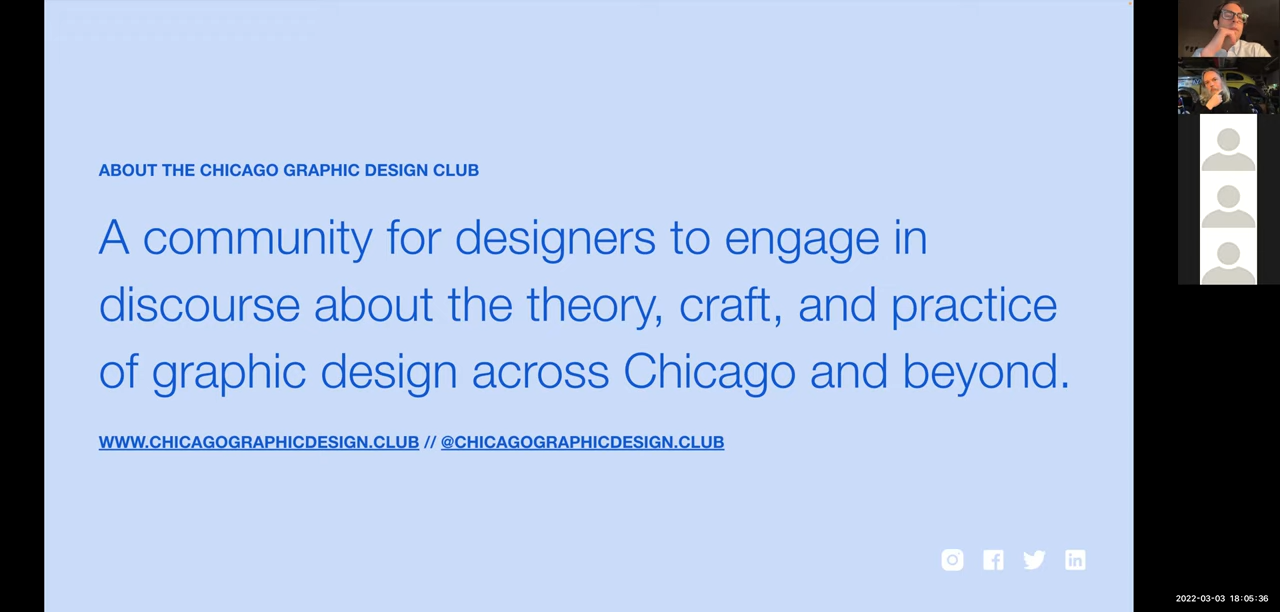 ABOUT THE CHICAGO GRAPHIC DESIGN CLUB
A community for designers to engage in
discourse about the theory, craft, and practice
of graphic design across Chicago and beyond.
WWW.CHICAGOGRAPHICDESIGN.CLUB // @CHICAGOGRAPHICDESIGN.CLUB
2022-03-03 18:05:36